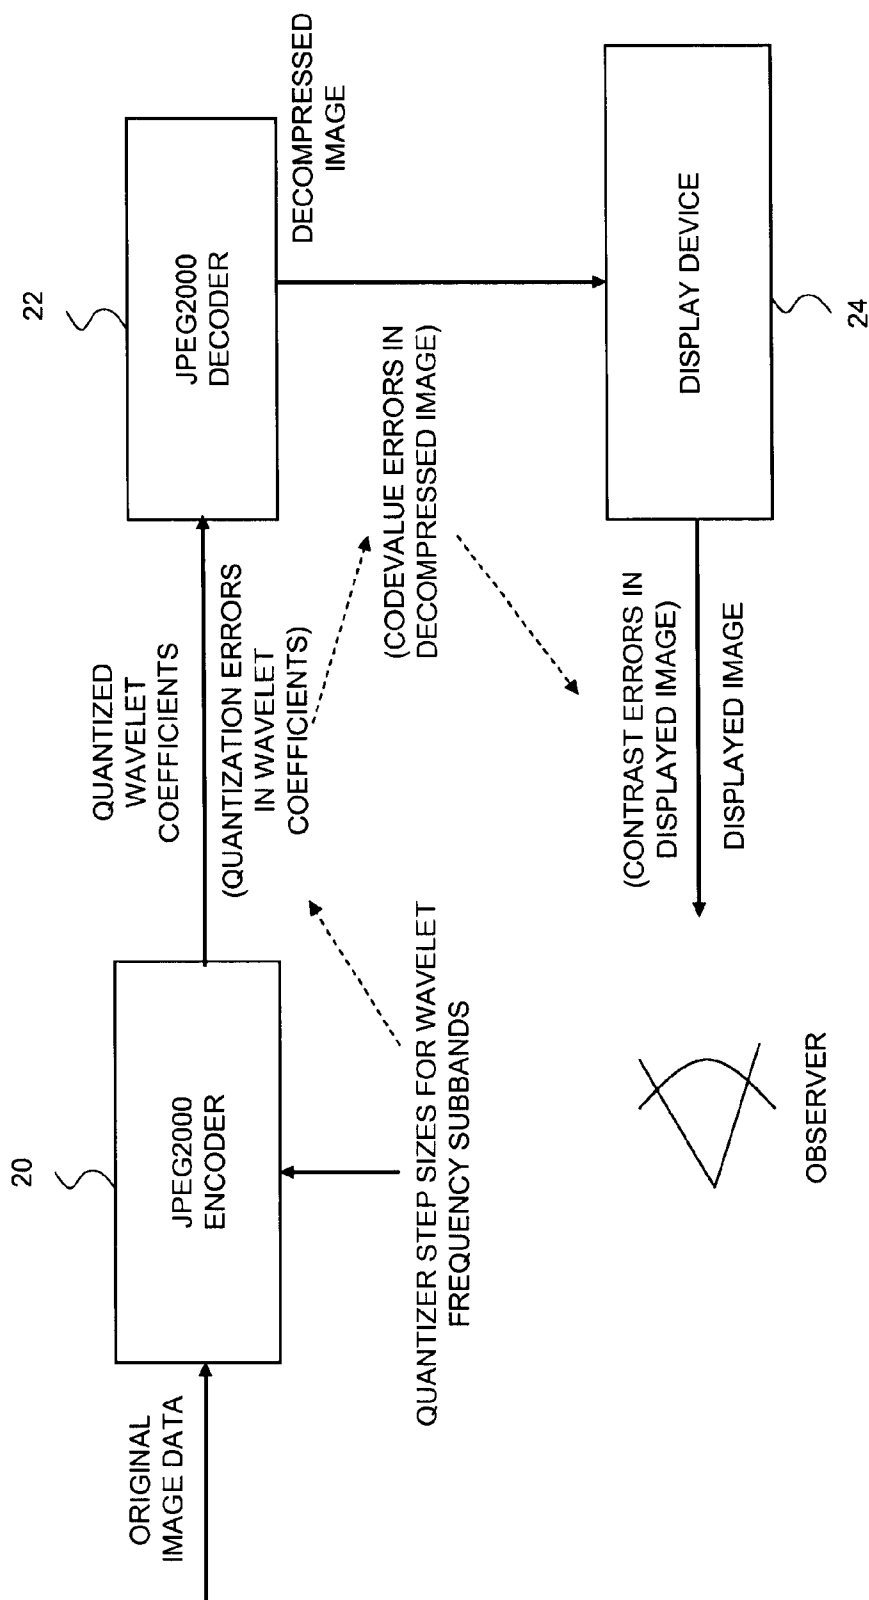 ORIGINAL
IMAGE DATA
20
JPEG2000
ENCODER
QUANTIZER STEP SIZES FOR WAVELET
FREQUENCY SUBBANDS
QUANTIZED
WAVELET
COEFFICIENTS
(QUANTIZATION ERRORS
IN WAVELET
COEFFICIENTS)
22
JPEG2000
DECODER
DECOMPRESSED
IMAGE
(CODEVALUE ERRORS IN
DECOMPRESSED IMAGE)
DISPLAY DEVICE
24
(CONTRAST ERRORS IN
DISPLAYED IMAGE)
DISPLAYED IMAGE
OBSERVER